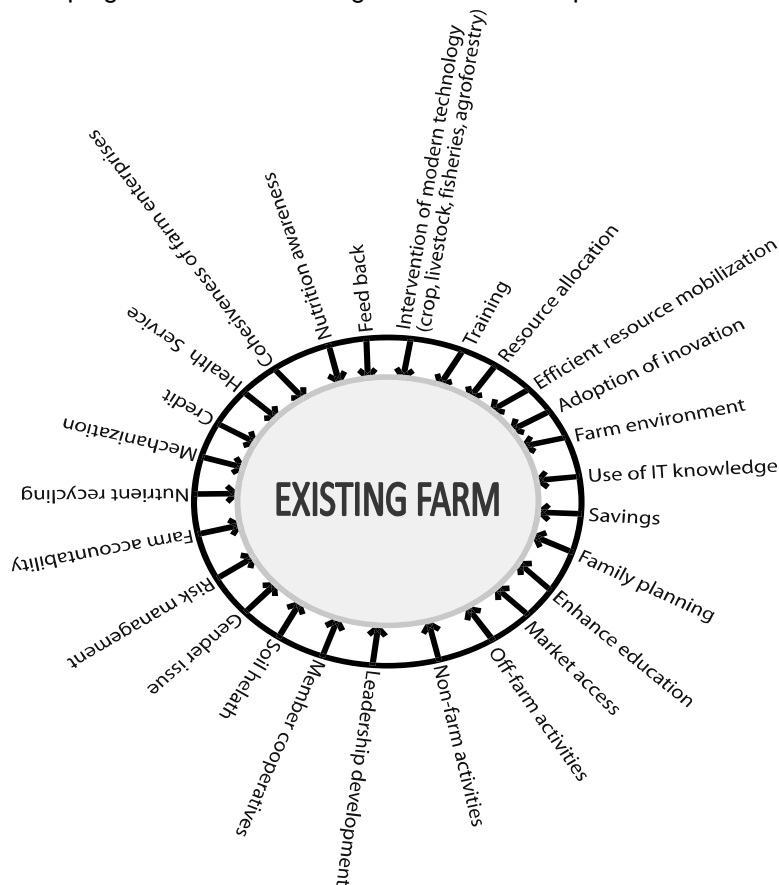 Intervention of modern technology
(crop, livestock, fisheries, agroforestry)
Training
Resource allocation
Efficient resource mobilization
Adoption of inovation
Farm environment
Use of IT knowledge
Savings
Family planning
Enhance education
Market access
Off-farm activities
Non-farm activities
Leadership development
Member cooperatives
Soil helath
Gender issue
Risk management
Farm accountability
Nutrient recycling
Mechanization
Credit
Health Service
Cohesiveness of farm enterprises
Nutrition awareness
Feed back
EXISTING FARM